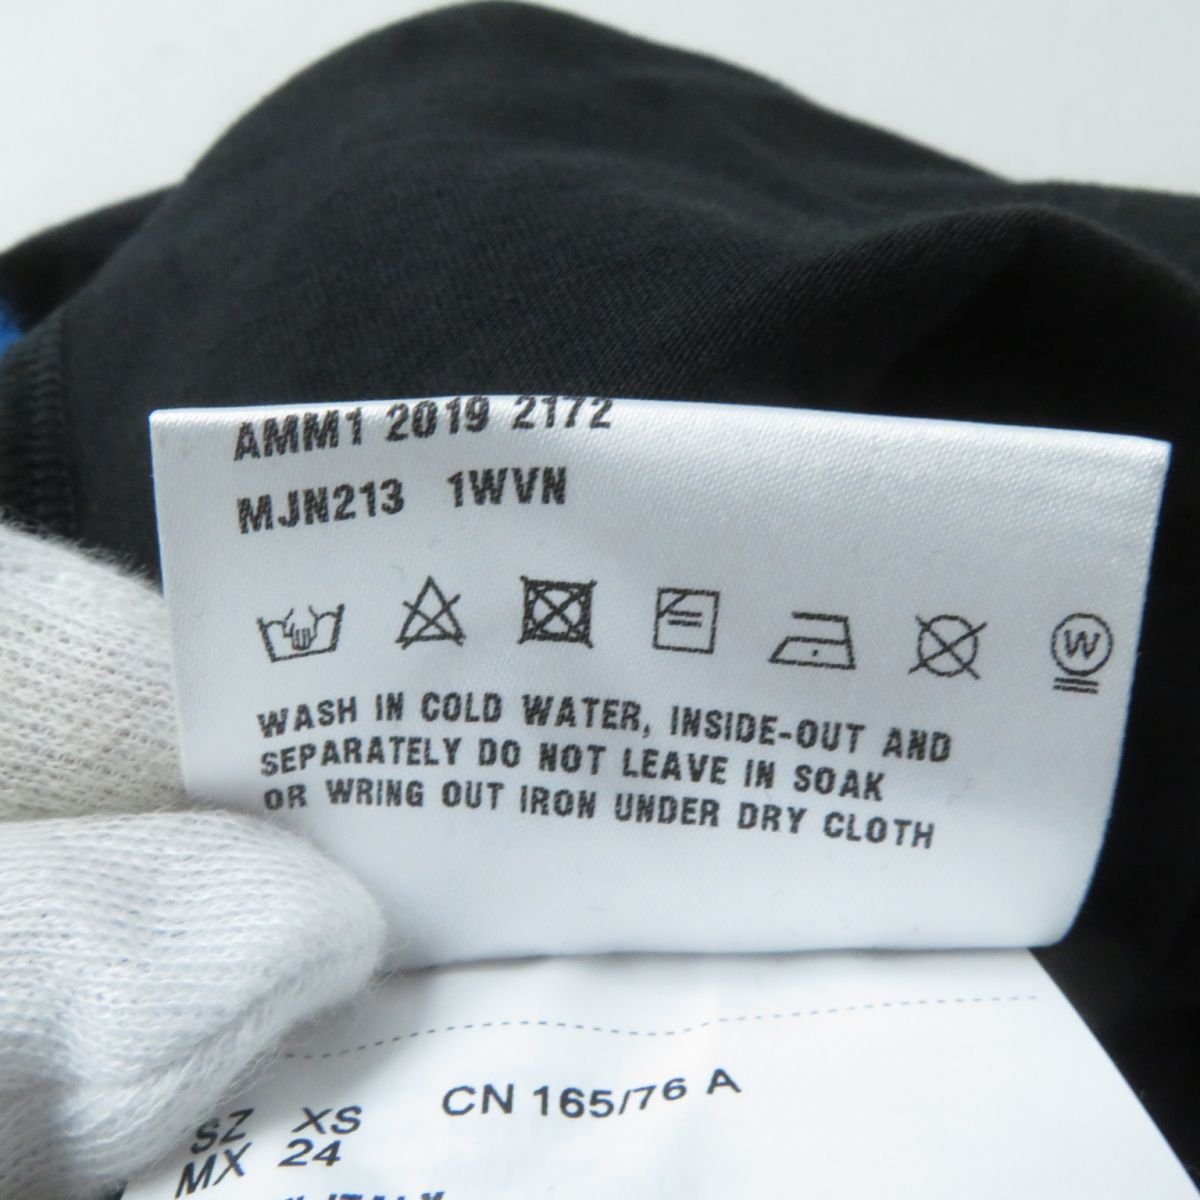 AMM1 2019 2172
MJN213 1WVN
W
WASH IN COLD WATER, INSIDE-OUT AND
SEPARATELY DO NOT LEAVE IN SOAK
OR WRING OUT IRON UNDER DRY CLOTH
SZ XS CN 165/76 A
MX 24
ITALY